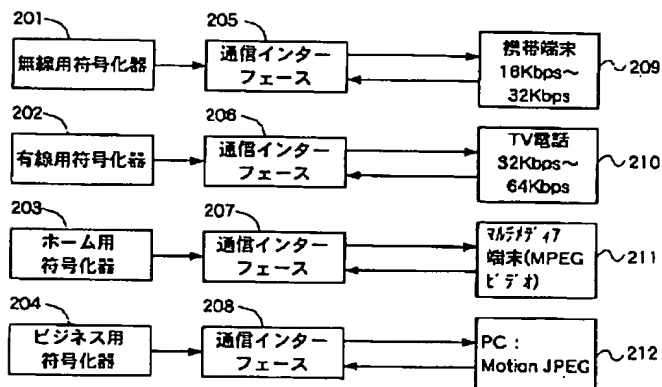 201
無線用符号化器
205
通信インター
フェース
携帯端末
16Kbps～
32Kbps
209
202
有線用符号化器
206
通信インター
フェース
TV電話
32Kbps～
64Kbps
210
203
ホーム用
符号化器
207
通信インター
フェース
マルチメディア
端末(MPEG
ビデオ)
211
204
ビジネス用
符号化器
208
通信インター
フェース
PC：
Motian JPEG
212